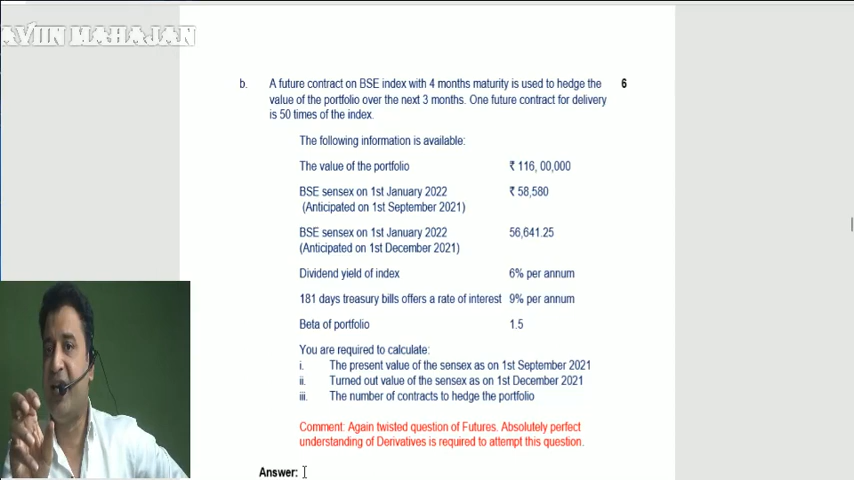 AVIIN MAHAJAN
b. A future contract on BSE index with 4 months maturity is used to hedge the 6
value of the portfolio over the next 3 months. One future contract for delivery
is 50 times of the index.
The following information is available:
The value of the portfolio ₹ 116, 00,000
BSE sensex on 1st January 2022 ₹ 58,580
(Anticipated on 1st September 2021)
BSE sensex on 1st January 2022 56,641.25
(Anticipated on 1st December 2021)
Dividend yield of index 6% per annum
181 days treasury bills offers a rate of interest 9% per annum
Beta of portfolio 1.5
You are required to calculate:
i. The present value of the sensex as on 1st September 2021
ii. Turned out value of the sensex as on 1st December 2021
iii. The number of contracts to hedge the portfolio
Comment: Again twisted question of Futures. Absolutely perfect
understanding of Derivatives is required to attempt this question.
Answer: